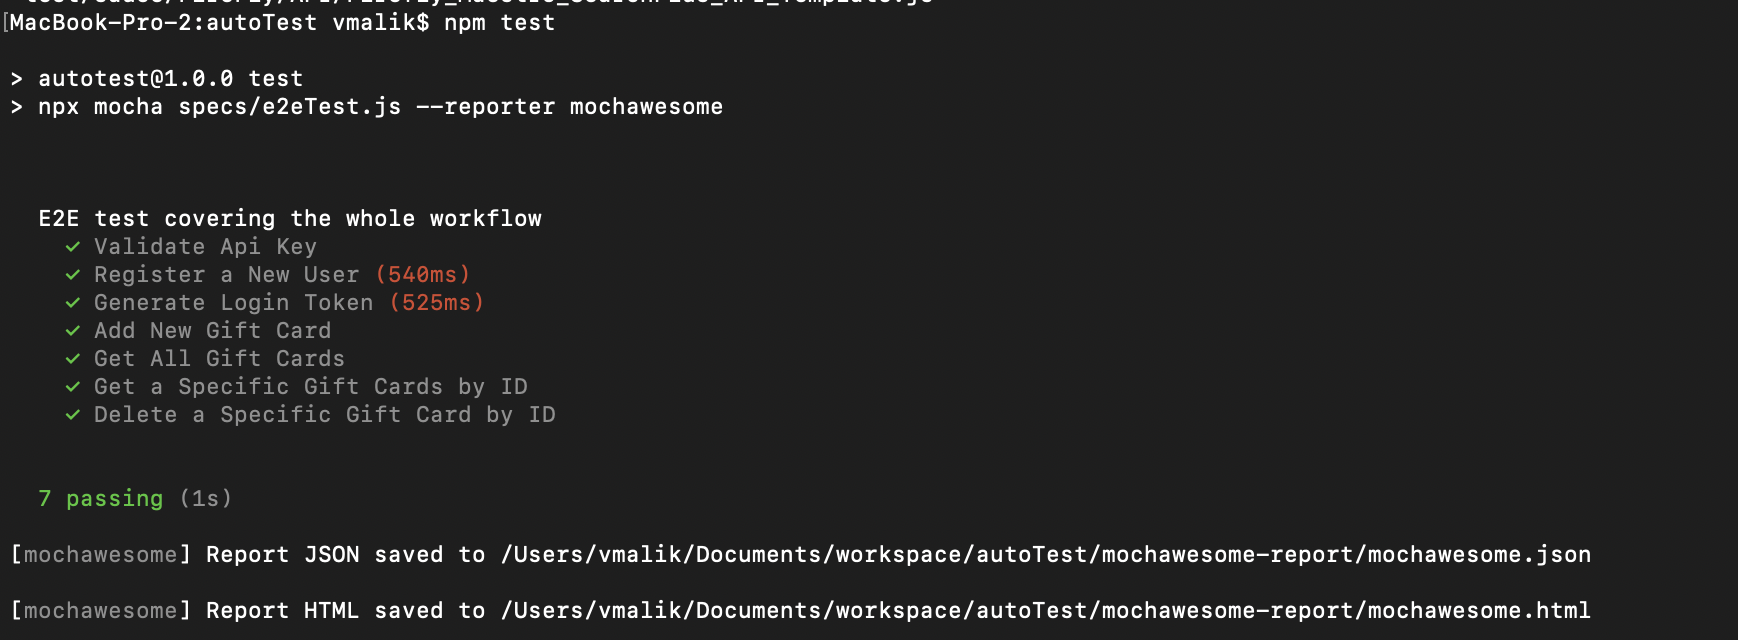 [MacBook-Pro-2:autoTest vmalik$ npm test
> autotest@1.0.0 test
> npx mocha specs/e2eTest.js --reporter mochawesome
E2E test covering the whole workflow
✓ Validate Api Key
✓ Register a New User (540ms)
✓ Generate Login Token (525ms)
✓ Add New Gift Card
✓ Get All Gift Cards
✓ Get a Specific Gift Cards by ID
✓ Delete a Specific Gift Card by ID
7 passing (1s)
[mochawesome] Report JSON saved to /Users/vmalik/Documents/workspace/autoTest/mochawesome-report/mochawesome.json
[mochawesome] Report HTML saved to /Users/vmalik/Documents/workspace/autoTest/mochawesome-report/mochawesome.html